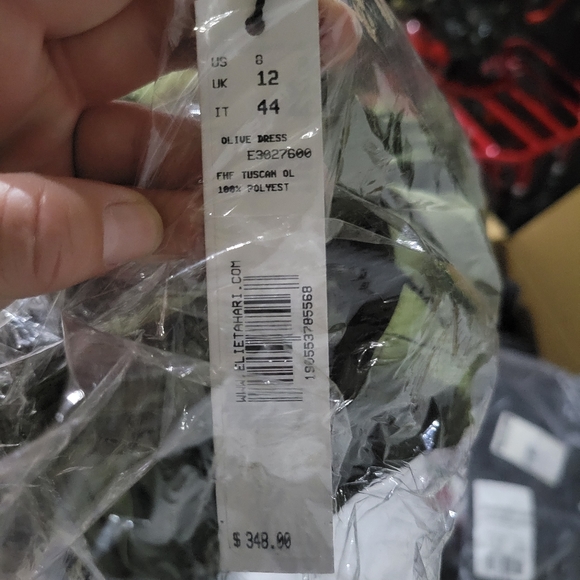 US 8
UK 12
IT 44
OLIVE DRESS
E3027600
FHF TUSCAN OL
100% POLYEST
WWW.ELIETAHARI.COM
190553785568
$ 348.00